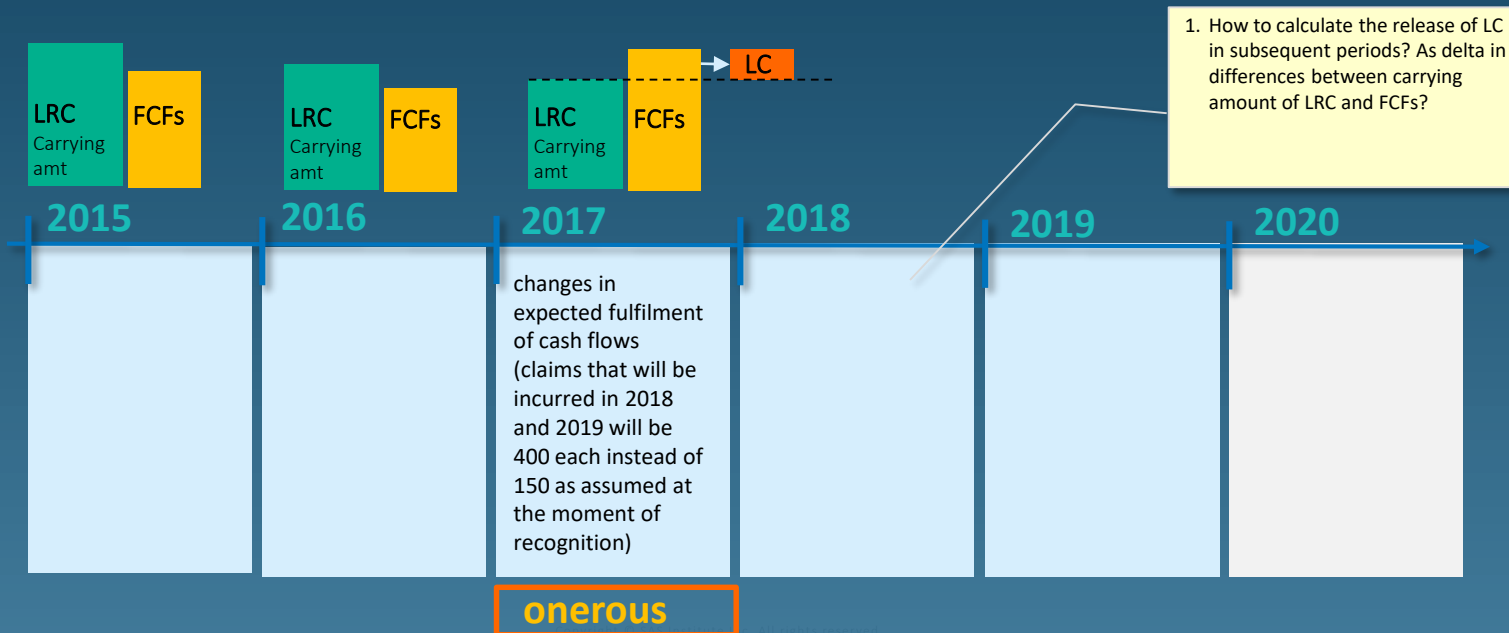 1. How to calculate the release of LC
in subsequent periods? As delta in
differences between carrying
amount of LRC and FCFs?
LC
LRC
Carrying
amt
FCFs
LRC
Carrying
amt
FCFs
LRC
Carrying
amt
FCFs
2015
2016
2017
2018
2019
2020
changes in
expected fulfilment
of cash flows
(claims that will be
incurred in 2018
and 2019 will be
400 each instead of
150 as assumed at
the moment of
recognition)
onerous